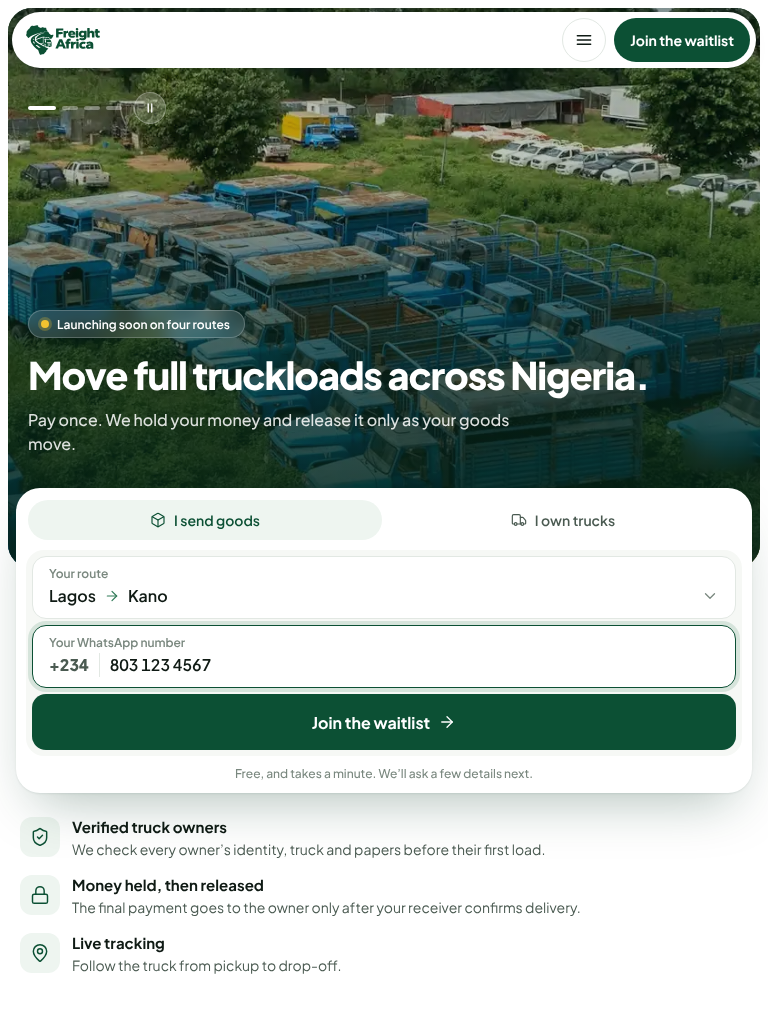 Freight
Africa
Join the waitlist
Launching soon on four routes
Move full truckloads across Nigeria.
Pay once. We hold your money and release it only as your goods
move.
I send goods
I own trucks
Your route
Lagos → Kano
Your WhatsApp number
+234 803 123 4567
Join the waitlist →
Free, and takes a minute. We'll ask a few details next.
Verified truck owners
We check every owner's identity, truck and papers before their first load.
Money held, then released
The final payment goes to the owner only after your receiver confirms delivery.
Live tracking
Follow the truck from pickup to drop-off.